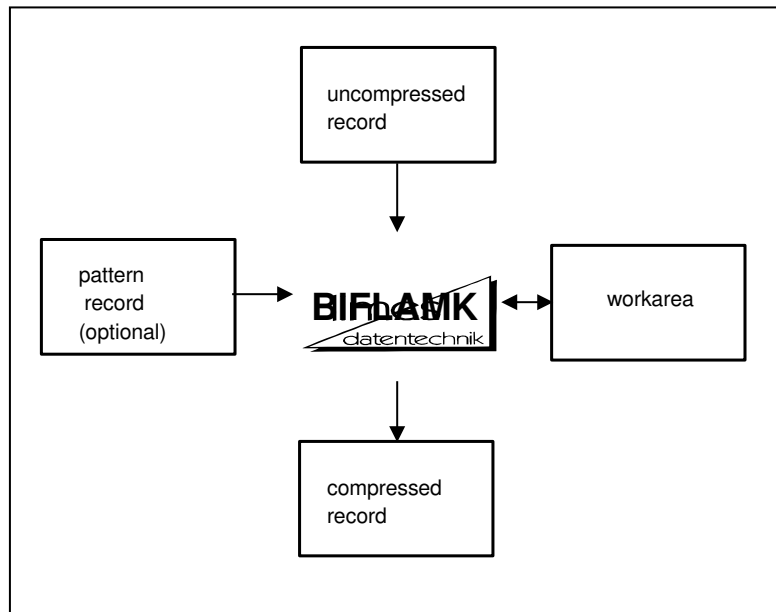 uncompressed
record
pattern
record
(optional)
BIFLAMK
datentechnik
workarea
compressed
record